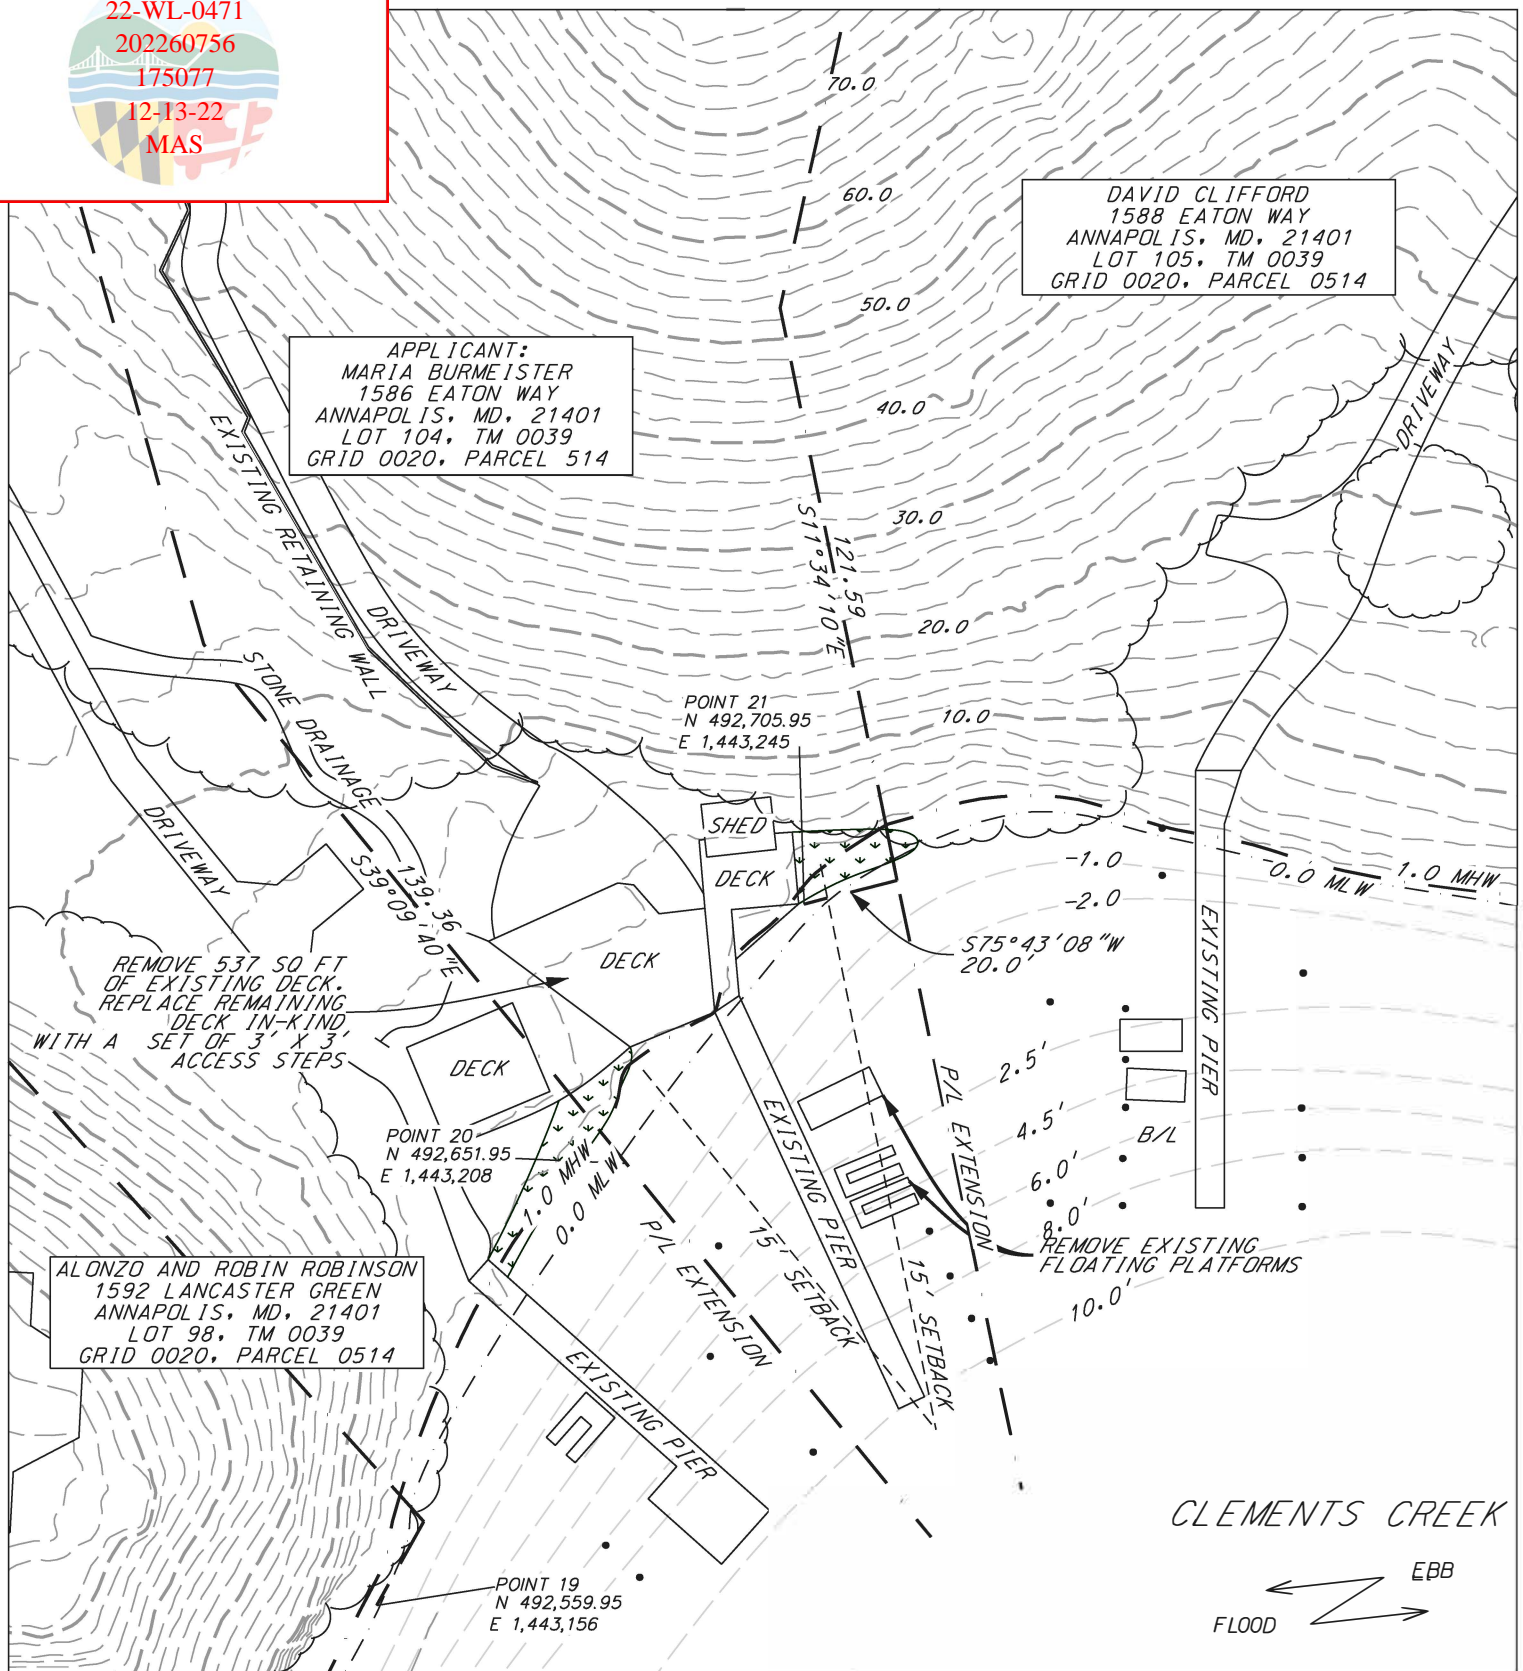 22-WL-0471
202260756
175077
12-13-22
MAS
70.0
60.0
50.0
40.0
30.0
20.0
10.0
DAVID CLIFFORD
1588 EATON WAY
ANNAPOLIS, MD, 21401
LOT 105, TM 0039
GRID 0020, PARCEL 0514
APPLICANT:
MARIA BURMEISTER
1586 EATON WAY
ANNAPOLIS, MD, 21401
LOT 104, TM 0039
GRID 0020, PARCEL 514
DRIVEWAY
EXISTING RETAINING WALL
DRIVEWAY
121.59
S11°34'10"E
STONE DRAINAGE
POINT 21
N 492,705.95
E 1,443,245
DRIVEWAY
139.36
S39°09'40"E
SHED
DECK
DECK
DECK
-1.0
-2.0
0.0 MLW
1.0 MHW
S75°43'08"W
20.0'
EXISTING PIER
REMOVE 537 SQ FT
OF EXISTING DECK.
REPLACE REMAINING
DECK IN-KIND
WITH A SET OF 3' X 3'
ACCESS STEPS
2.5'
4.5'
6.0'
8.0'
10.0'
B/L
P/L EXTENSION
POINT 20
N 492,651.95
E 1,443,208
1.0 MHW
0.0 MLW
EXISTING PIER
15' SETBACK
15' SETBACK
P/L EXTENSION
REMOVE EXISTING
FLOATING PLATFORMS
ALONZO AND ROBIN ROBINSON
1592 LANCASTER GREEN
ANNAPOLIS, MD, 21401
LOT 98, TM 0039
GRID 0020, PARCEL 0514
EXISTING PIER
CLEMENTS CREEK
EBB
FLOOD
POINT 19
N 492,559.95
E 1,443,156